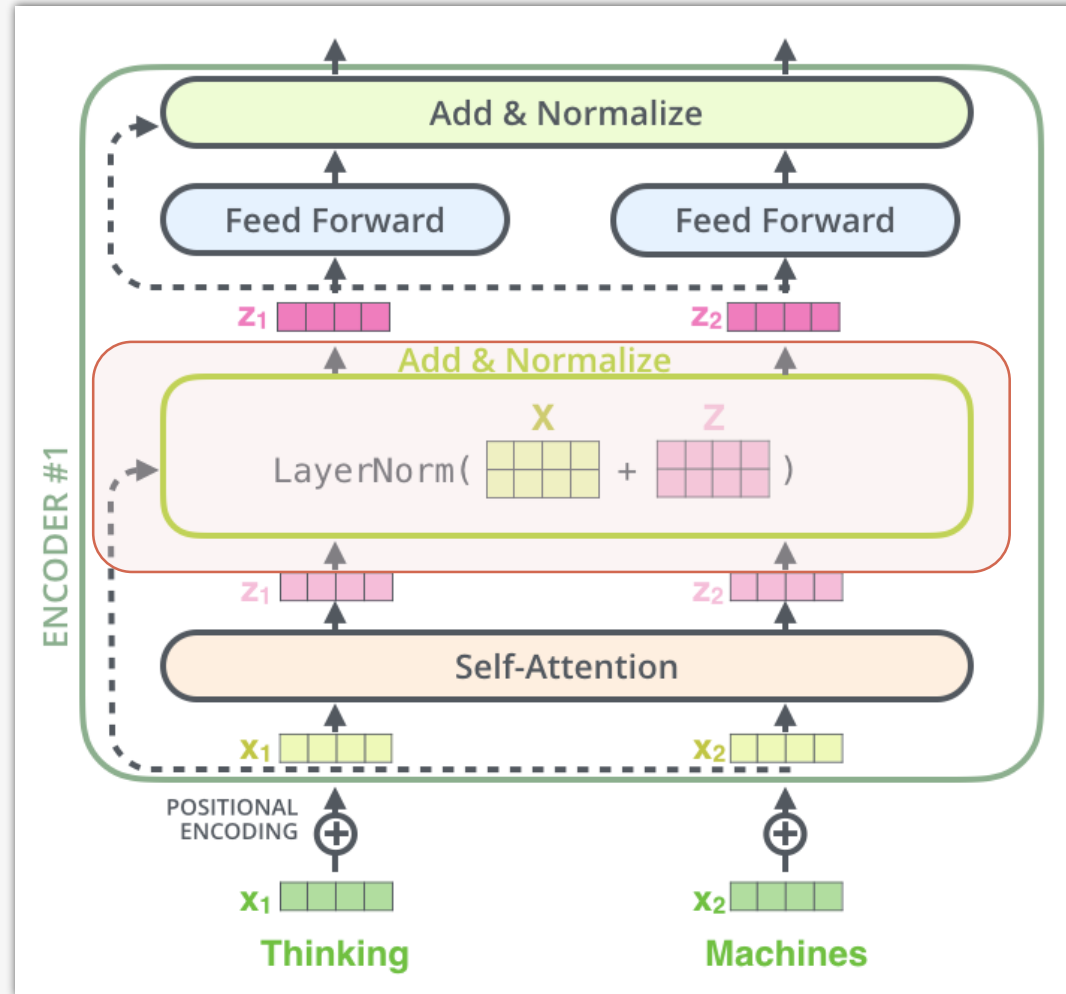 Add & Normalize
Feed Forward Feed Forward
z1 z2
Add & Normalize
X Z
LayerNorm( + )
ENCODER #1
z1 z2
Self-Attention
x1 x2
POSITIONAL
ENCODING
x1 x2
Thinking Machines